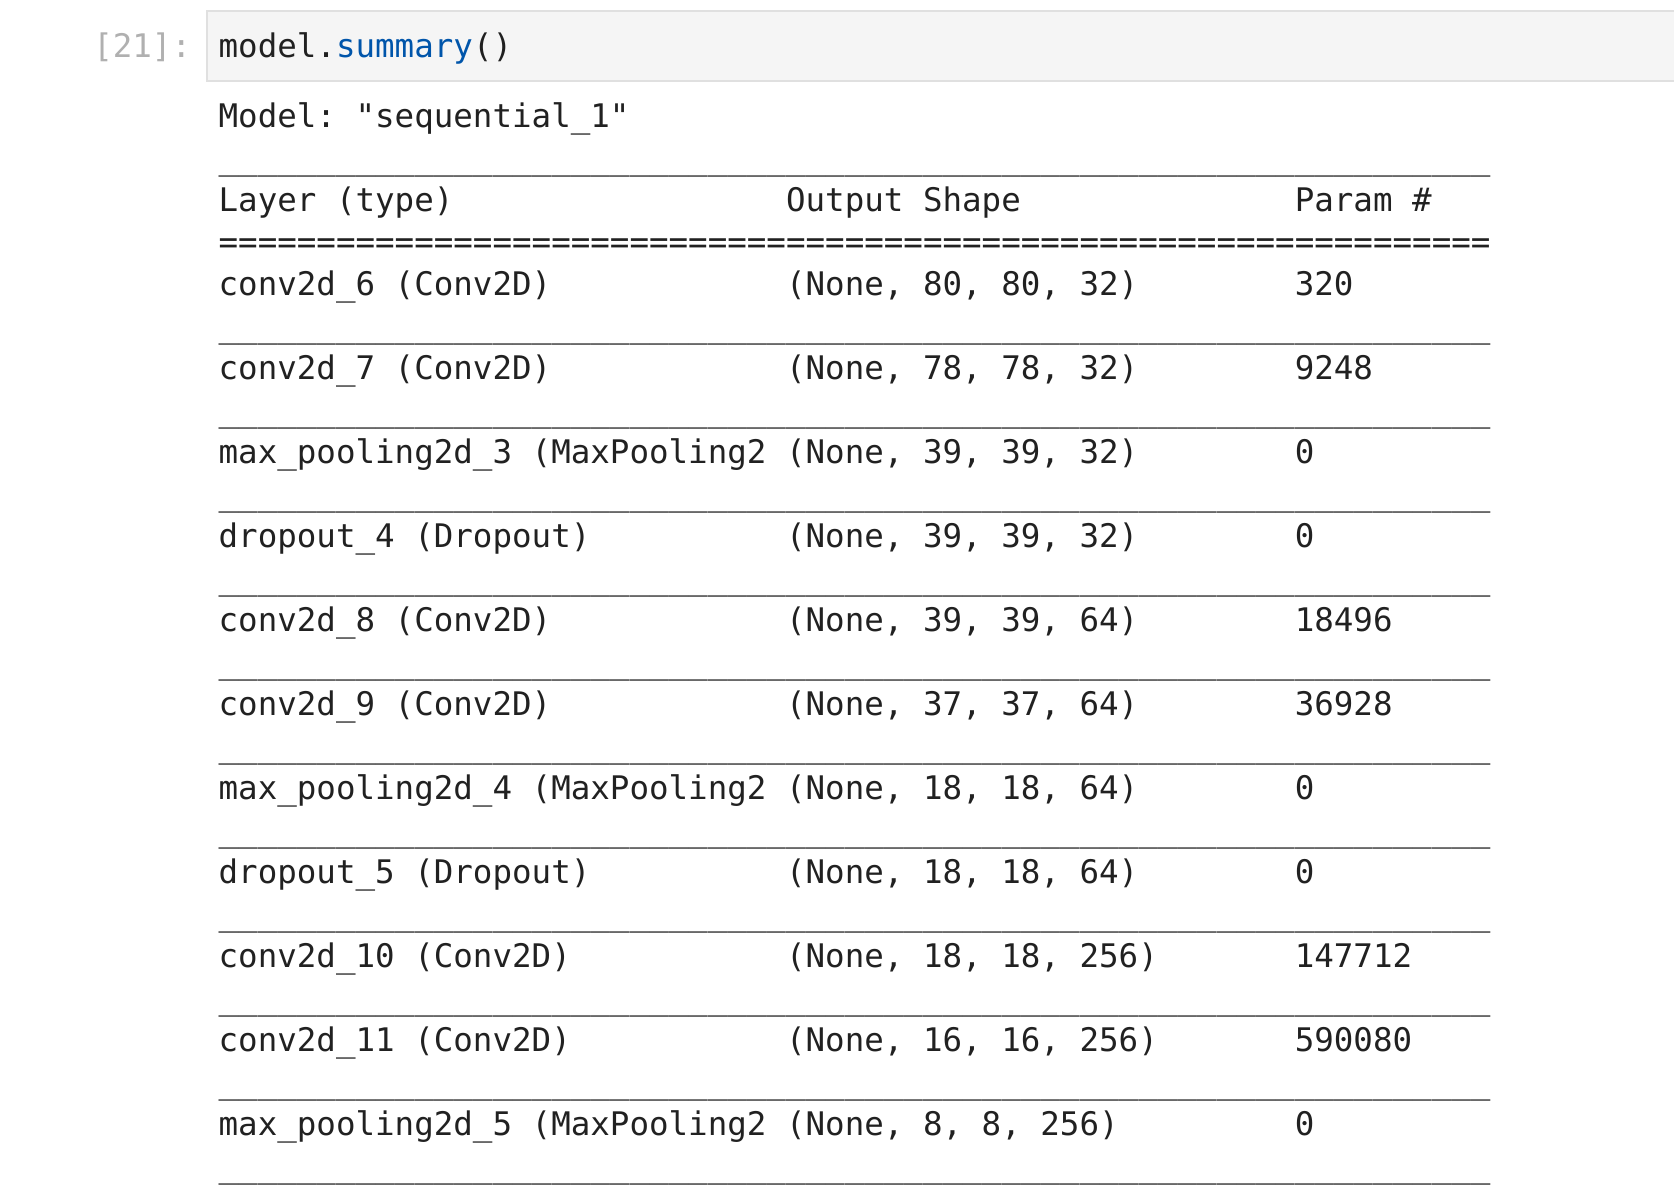 [21]: model.summary()
Model: "sequential_1"
_________________________________________________________________
Layer (type)                 Output Shape              Param #
=================================================================
conv2d_6 (Conv2D)            (None, 80, 80, 32)        320
_________________________________________________________________
conv2d_7 (Conv2D)            (None, 78, 78, 32)        9248
_________________________________________________________________
max_pooling2d_3 (MaxPooling2 (None, 39, 39, 32)        0
_________________________________________________________________
dropout_4 (Dropout)          (None, 39, 39, 32)        0
_________________________________________________________________
conv2d_8 (Conv2D)            (None, 39, 39, 64)        18496
_________________________________________________________________
conv2d_9 (Conv2D)            (None, 37, 37, 64)        36928
_________________________________________________________________
max_pooling2d_4 (MaxPooling2 (None, 18, 18, 64)        0
_________________________________________________________________
dropout_5 (Dropout)          (None, 18, 18, 64)        0
_________________________________________________________________
conv2d_10 (Conv2D)           (None, 18, 18, 256)       147712
_________________________________________________________________
conv2d_11 (Conv2D)           (None, 16, 16, 256)       590080
_________________________________________________________________
max_pooling2d_5 (MaxPooling2 (None, 8, 8, 256)         0
_________________________________________________________________